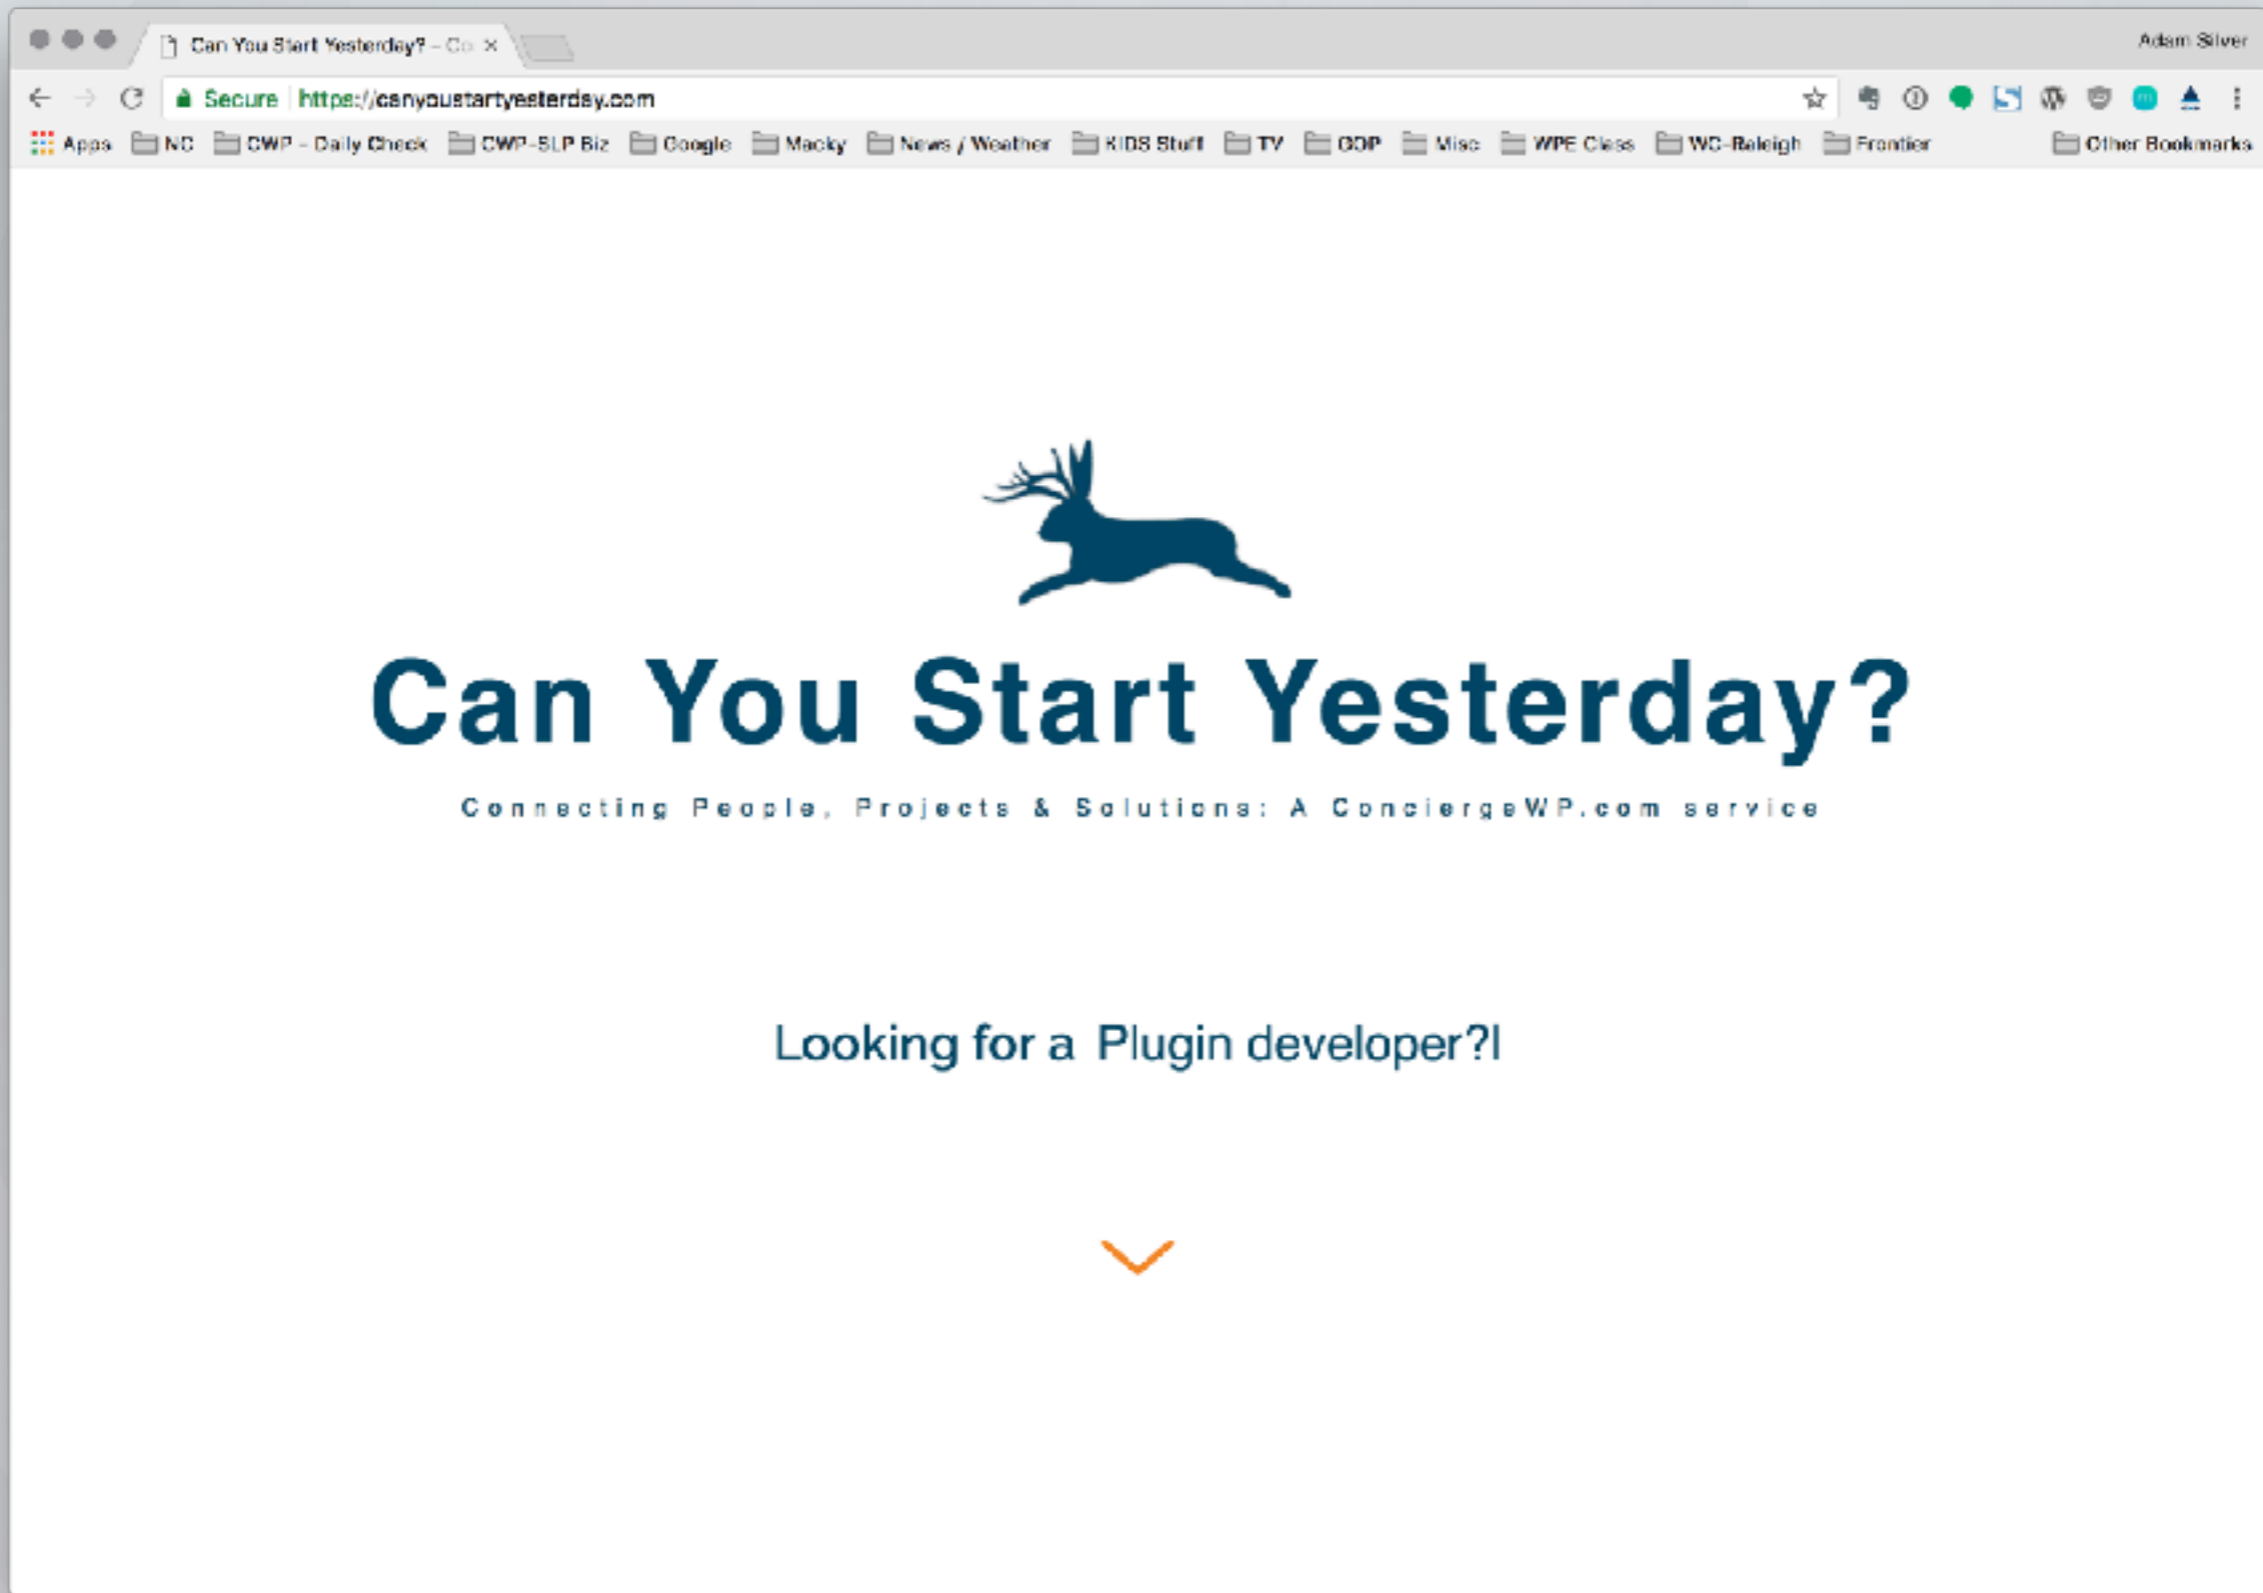 Can You Start Yesterday? – Co
Adam Silver
Secure https://canyoustartyesterday.com
Apps NC CWP - Daily Check CWP-SLP Biz Google Macky News / Weather KIDS Stuff TV GOP Misc WPE Class WC-Raleigh Frontier Other Bookmarks
Can You Start Yesterday?
Connecting People, Projects & Solutions: A ConciergeWP.com service
Looking for a Plugin developer?|